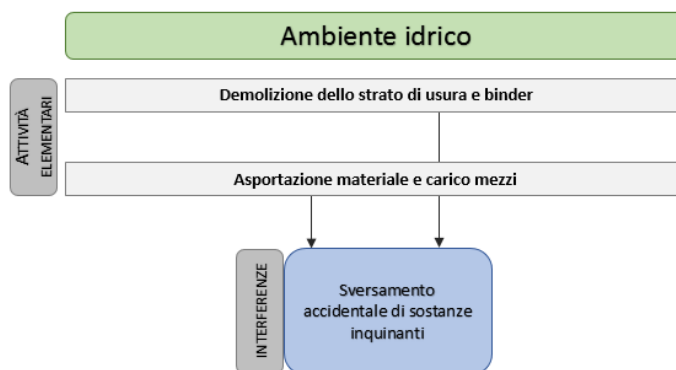 Ambiente idrico
ATTIVITÀ
ELEMENTARI
Demolizione dello strato di usura e binder
Asportazione materiale e carico mezzi
INTERFERENZE
Sversamento
accidentale di sostanze
inquinanti